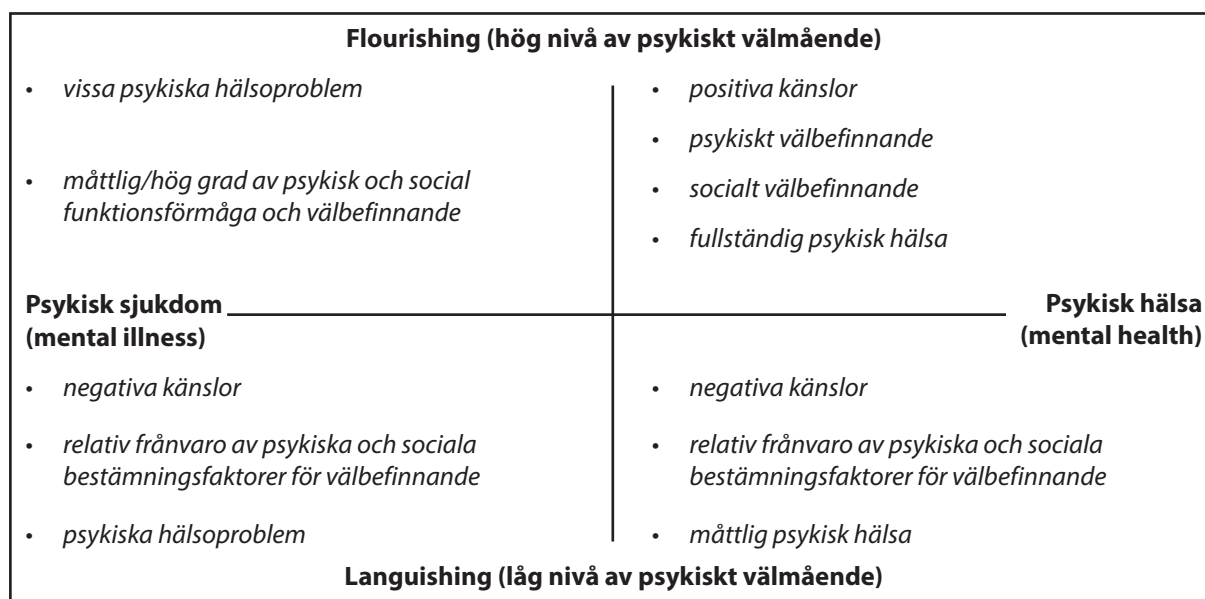 Flourishing (hög nivå av psykiskt välmående)
• vissa psykiska hälsoproblem
• måttlig/hög grad av psykisk och social
funktionsförmåga och välbefinnande
• positiva känslor
• psykiskt välbefinnande
• socialt välbefinnande
• fullständig psykisk hälsa
Psykisk sjukdom
(mental illness)
Psykisk hälsa
(mental health)
• negativa känslor
• relativ frånvaro av psykiska och sociala
bestämningsfaktorer för välbefinnande
• psykiska hälsoproblem
• negativa känslor
• relativ frånvaro av psykiska och sociala
bestämningsfaktorer för välbefinnande
• måttlig psykisk hälsa
Languishing (låg nivå av psykiskt välmående)